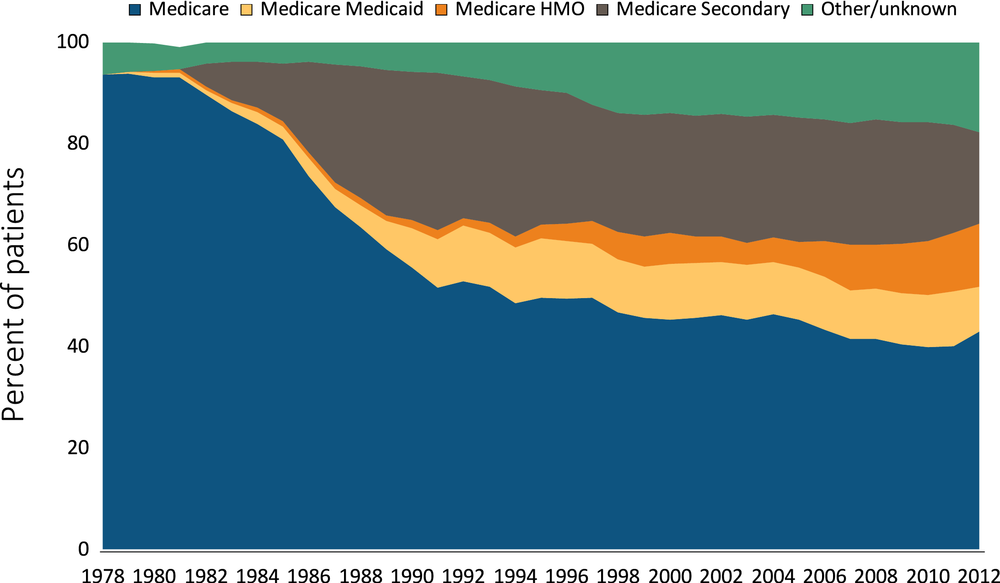 Medicare Medicare Medicaid Medicare HMO Medicare Secondary Other/unknown
Percent of patients
100
80
60
40
20
0
1978 1980 1982 1984 1986 1988 1990 1992 1994 1996 1998 2000 2002 2004 2006 2008 2010 2012